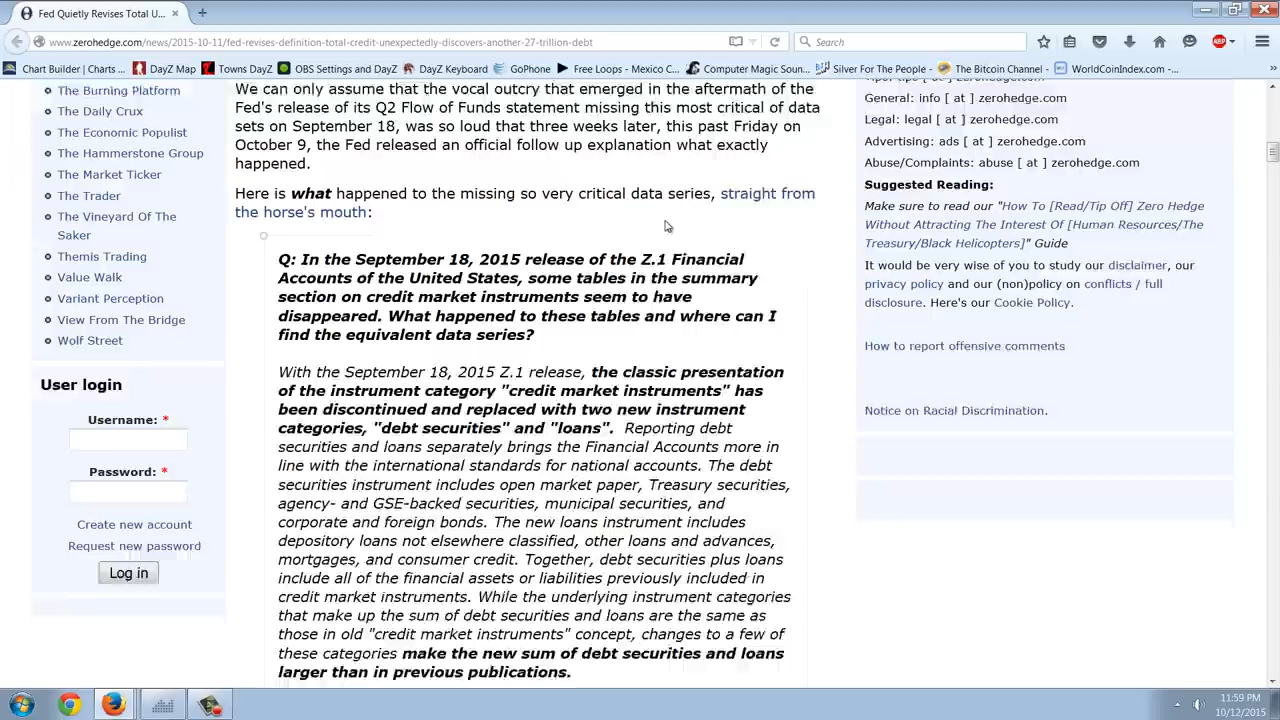 Fed Quietly Revises Total U...
www.zerohedge.com/news/2015-10-11/fed-revises-definition-total-credit-unexpectedly-discovers-another-27-trillion-debt
Search
ABP
Chart Builder | Charts ...
DayZ Map
Towns DayZ
OBS Settings and DayZ
DayZ Keyboard
GoPhone
Free Loops - Mexico C...
Computer Magic Soun...
Silver For The People -
The Bitcoin Channel -
WorldCoinIndex.com -...
The Burning Platform
The Daily Crux
The Economic Populist
The Hammerstone Group
The Market Ticker
The Trader
The Vineyard Of The
Saker
Themis Trading
Value Walk
Variant Perception
View From The Bridge
Wolf Street
User login
Username: *
Password: *
Create new account
Request new password
Log in
We can only assume that the vocal outcry that emerged in the aftermath of the
Fed's release of its Q2 Flow of Funds statement missing this most critical of data
sets on September 18, was so loud that three weeks later, this past Friday on
October 9, the Fed released an official follow up explanation what exactly
happened.
Here is what happened to the missing so very critical data series, straight from
the horse's mouth:
Q: In the September 18, 2015 release of the Z.1 Financial
Accounts of the United States, some tables in the summary
section on credit market instruments seem to have
disappeared. What happened to these tables and where can I
find the equivalent data series?
With the September 18, 2015 Z.1 release, the classic presentation
of the instrument category "credit market instruments" has
been discontinued and replaced with two new instrument
categories, "debt securities" and "loans". Reporting debt
securities and loans separately brings the Financial Accounts more in
line with the international standards for national accounts. The debt
securities instrument includes open market paper, Treasury securities,
agency- and GSE-backed securities, municipal securities, and
corporate and foreign bonds. The new loans instrument includes
depository loans not elsewhere classified, other loans and advances,
mortgages, and consumer credit. Together, debt securities plus loans
include all of the financial assets or liabilities previously included in
credit market instruments. While the underlying instrument categories
that make up the sum of debt securities and loans are the same as
those in old "credit market instruments" concept, changes to a few of
these categories make the new sum of debt securities and loans
larger than in previous publications.
General: info [ at ] zerohedge.com
Legal: legal [ at ] zerohedge.com
Advertising: ads [ at ] zerohedge.com
Abuse/Complaints: abuse [ at ] zerohedge.com
Suggested Reading:
Make sure to read our "How To [Read/Tip Off] Zero Hedge
Without Attracting The Interest Of [Human Resources/The
Treasury/Black Helicopters]" Guide
It would be very wise of you to study our disclaimer, our
privacy policy and our (non)policy on conflicts / full
disclosure. Here's our Cookie Policy.
How to report offensive comments
Notice on Racial Discrimination.
11:59 PM
10/12/2015